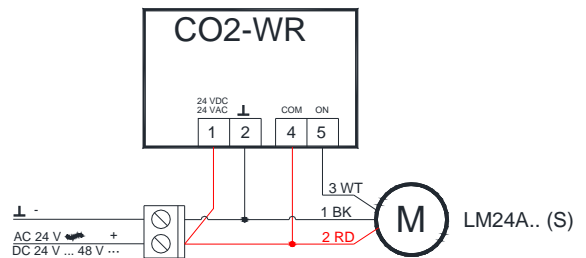 CO2-WR
24 VDC
24 VAC
COM
ON
1
2
4
5
3 WT
1 BK
2 RD
M
LM24A.. (S)
-
AC 24 V
+
DC 24 V ... 48 V